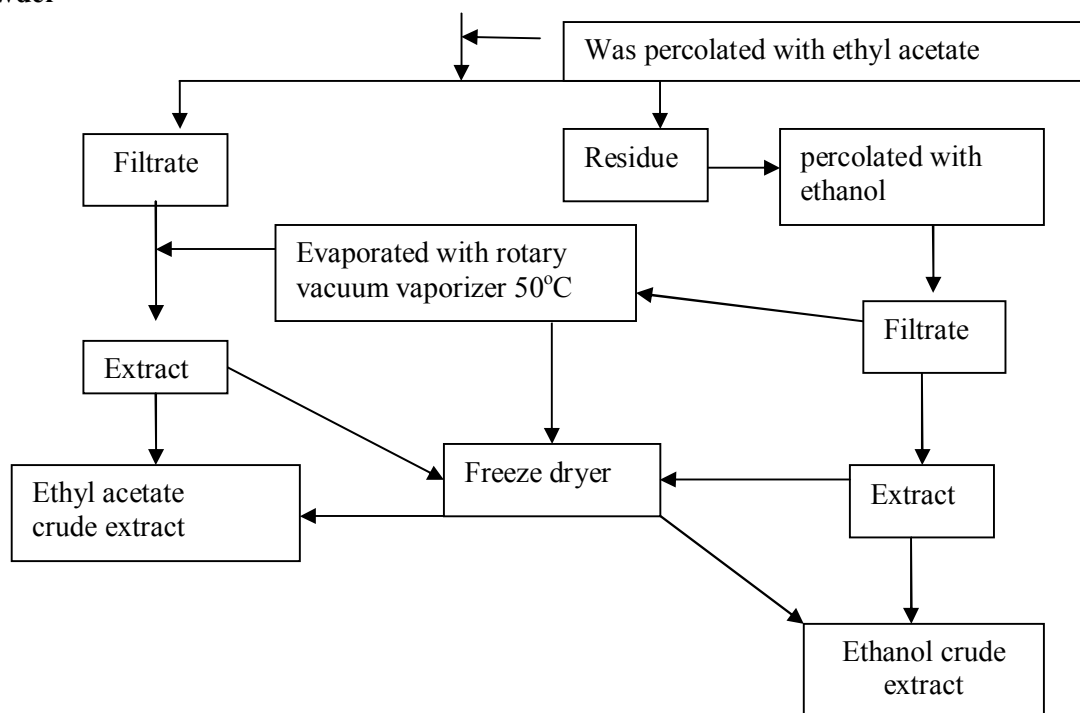 Was percolated with ethyl acetate
Filtrate
Residue
percolated with
ethanol
Evaporated with rotary
vacuum vaporizer 50°C
Filtrate
Extract
Freeze dryer
Extract
Ethyl acetate
crude extract
Ethanol crude
extract